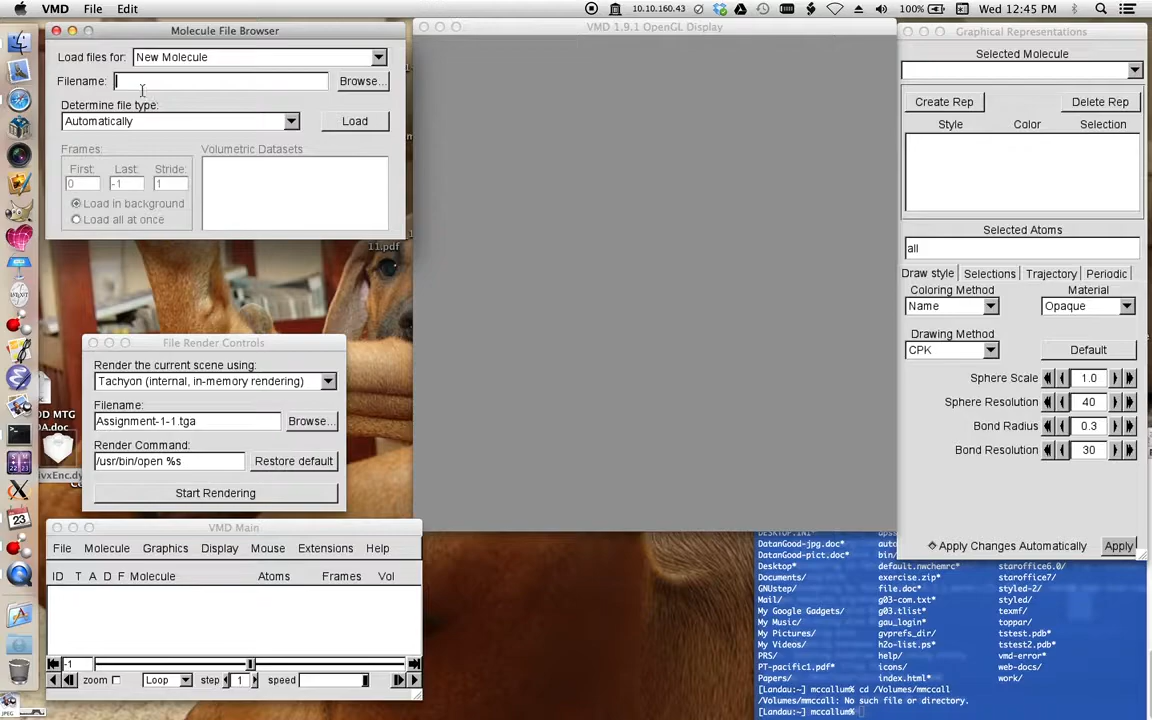 VMD File Edit 10.10.160.43 100% Wed 12:45 PM
Molecule File Browser
Load files for: New Molecule
Filename: Browse...
Determine file type:
Automatically Load
Frames: Volumetric Datasets
First: Last: Stride:
0 -1 1
Load in background
Load all at once
11.pdf
File Render Controls
Render the current scene using:
Tachyon (internal, in-memory rendering)
Filename:
Assignment-1-1.tga Browse...
Render Command:
/usr/bin/open %s Restore default
Start Rendering
VMD Main
File Molecule Graphics Display Mouse Extensions Help
ID T A D F Molecule Atoms Frames Vol
-1
zoom Loop step 1 speed
VMD 1.9.1 OpenGL Display
Graphical Representations
Selected Molecule
Create Rep Delete Rep
Style Color Selection
Selected Atoms
all
Draw style Selections Trajectory Periodic
Coloring Method Material
Name Opaque
Drawing Method
CPK Default
Sphere Scale 1.0
Sphere Resolution 40
Bond Radius 0.3
Bond Resolution 30
Apply Changes Automatically Apply
DatanGood-jpg.doc*
DatanGood-pict.doc* bin/ staroffice6.0/
Desktop* default.nwchemrc* staroffice7/
Documents/ exercise.zip* styled-2/
GNUstep/ file.doc* styled/
Mail/ g03-com.txt* texmf/
My Google Gadgets/ g03.tlist* toppar/
My Music/ gau_login* tstest.pdb*
My Pictures/ gvprefs_dr/ tstest2.pdb*
My Videos/ h2o-list.ps* vmd-error*
PRS/ help/ web-docs/
PT-pacific1.pdf* icons/ work/
Papers/ index.html*
[Landau:~] mccallum% cd /Volumes/mmccall
/Volumes/mmccall: No such file or directory.
[Landau:~] mccallum%